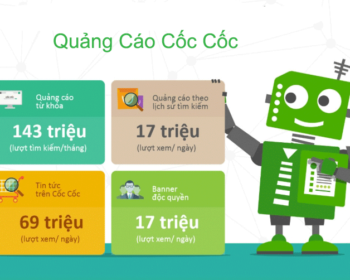 Quảng Cáo Cốc Cốc
Quảng cáo
từ khóa
143 triệu
(lượt tìm kiếm/tháng)
Quảng cáo theo
lịch sử tìm kiếm
17 triệu
(lượt xem/ ngày)
Tin tức
trên Cốc Cốc
69 triệu
(lượt xem/ ngày)
Banner
độc quyền
17 triệu
(lượt xem/ ngày)